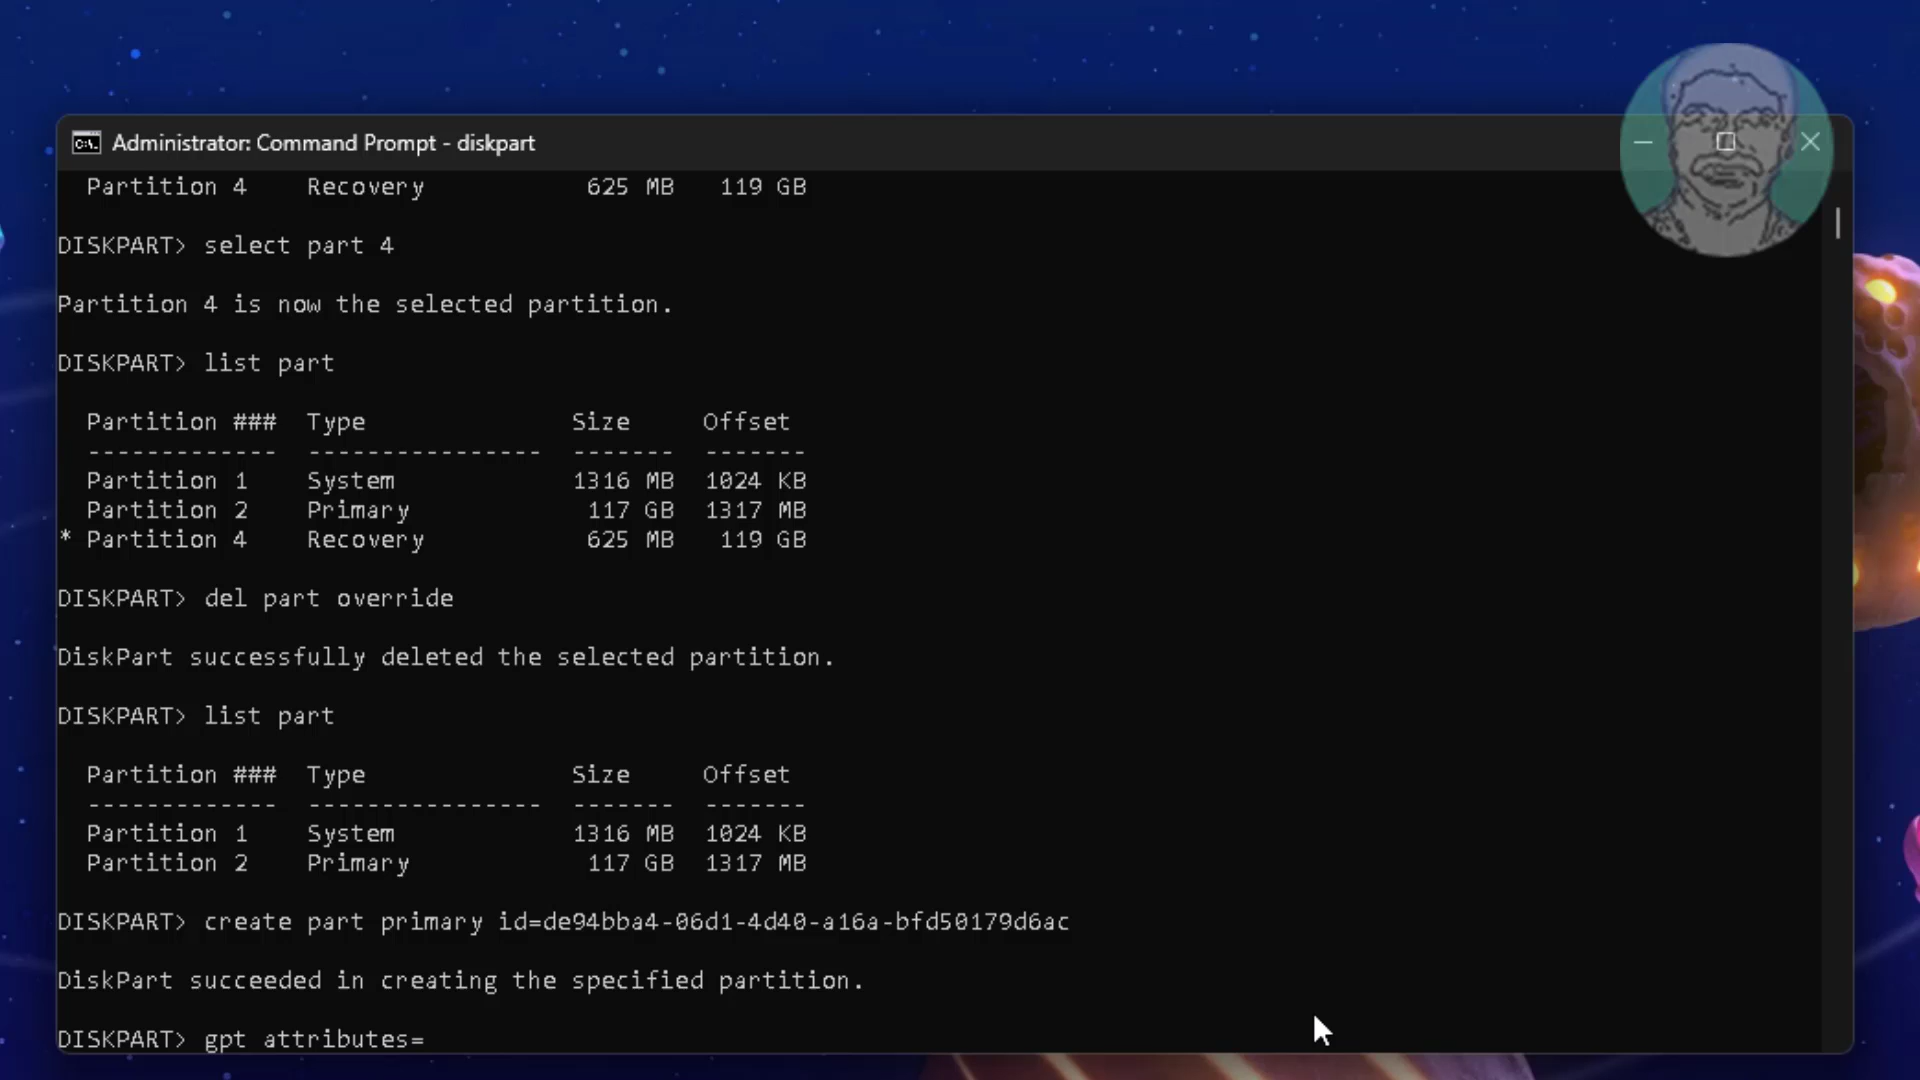 Administrator: Command Prompt - diskpart
Partition 4    Recovery           625 MB   119 GB
DISKPART> select part 4
Partition 4 is now the selected partition.
DISKPART> list part
Partition ###  Type              Size     Offset
-------------  ----------------  -------  -------
Partition 1    System            1316 MB  1024 KB
Partition 2    Primary            117 GB  1317 MB
* Partition 4    Recovery           625 MB   119 GB
DISKPART> del part override
DiskPart successfully deleted the selected partition.
DISKPART> list part
Partition ###  Type              Size     Offset
-------------  ----------------  -------  -------
Partition 1    System            1316 MB  1024 KB
Partition 2    Primary            117 GB  1317 MB
DISKPART> create part primary id=de94bba4-06d1-4d40-a16a-bfd50179d6ac
DiskPart succeeded in creating the specified partition.
DISKPART> gpt attributes=